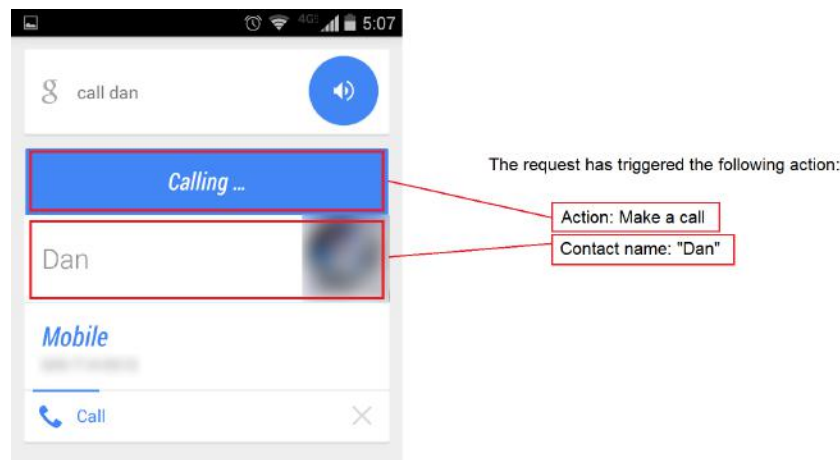 4G 5:07
g call dan
Calling ...
Dan
Mobile
Call
The request has triggered the following action:
Action: Make a call
Contact name: "Dan"